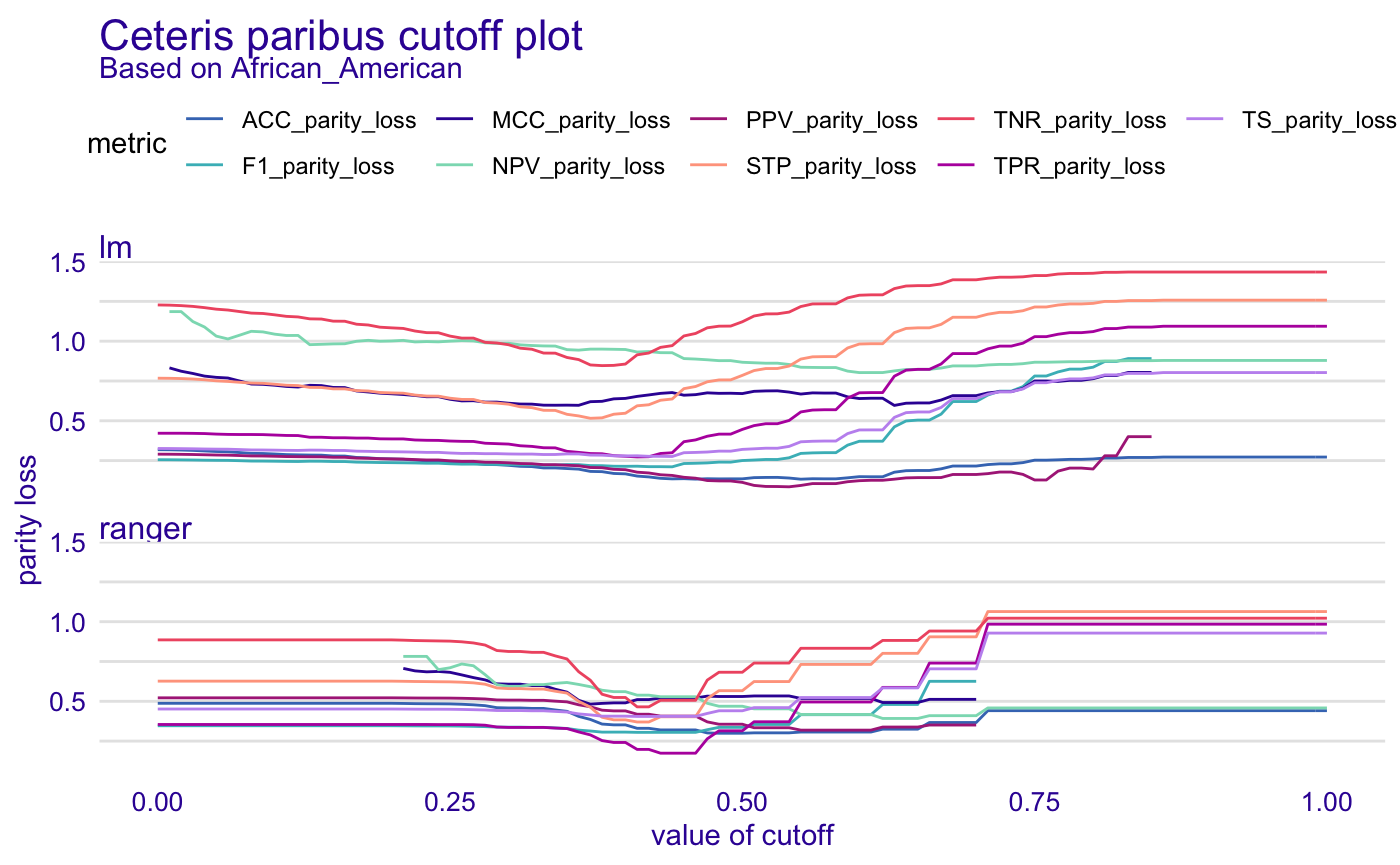 Ceteris paribus cutoff plot
Based on African_American
metric
ACC_parity_loss MCC_parity_loss PPV_parity_loss TNR_parity_loss TS_parity_loss
F1_parity_loss NPV_parity_loss STP_parity_loss TPR_parity_loss
lm
1.5
1.0
0.5
parity loss
ranger
1.5
1.0
0.5
0.00 0.25 0.50 0.75 1.00
value of cutoff